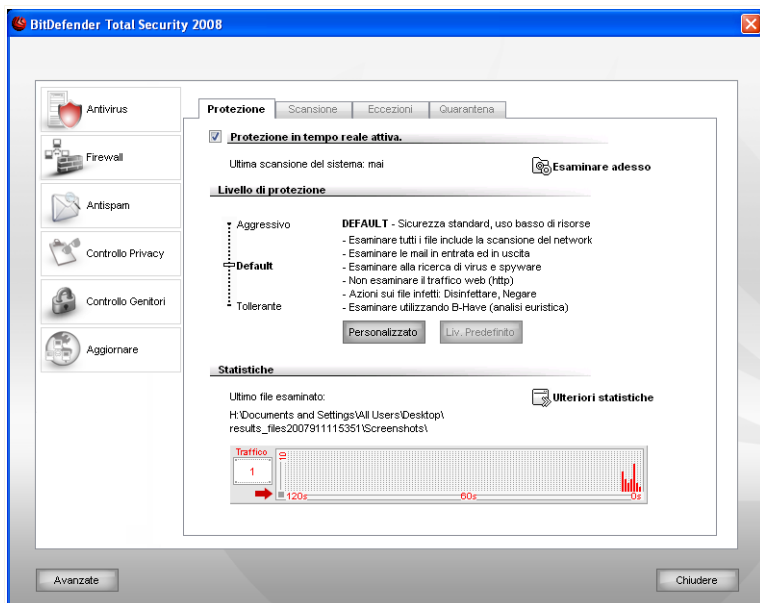 BitDefender Total Security 2008
Antivirus
Firewall
Antispam
Controllo Privacy
Controllo Genitori
Aggiornare
Protezione
Scansione
Eccezioni
Quarantena
Protezione in tempo reale attiva.
Ultima scansione del sistema: mai
Esaminare adesso
Livello di protezione
Aggressivo
Default
Tollerante
DEFAULT - Sicurezza standard, uso basso di risorse
- Esaminare tutti i file include la scansione del network
- Esaminare le mail in entrata ed in uscita
- Esaminare alla ricerca di virus e spyware
- Non esaminare il traffico web (http)
- Azioni sui file infetti: Disinfettare, Negare
- Esaminare utilizzando B-Have (analisi euristica)
Personalizzato
Liv. Predefinito
Statistiche
Ultimo file esaminato:
Ulteriori statistiche
H:\Documents and Settings\All Users\Desktop\
results_files2007911115351\Screenshots\
Traffico
1
10
120s
60s
0s
Avanzate
Chiudere